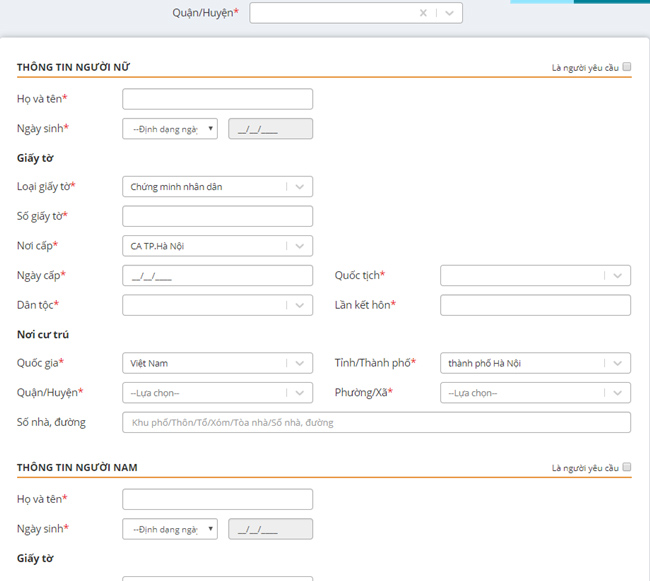 Quận/Huyện*
THÔNG TIN NGƯỜI NỮ Là người yêu cầu
Họ và tên*
Ngày sinh* --Định dạng ngày __/__/____
Giấy tờ
Loại giấy tờ* Chứng minh nhân dân
Số giấy tờ*
Nơi cấp* CA TP.Hà Nội
Ngày cấp* __/__/____ Quốc tịch*
Dân tộc* Lần kết hôn*
Nơi cư trú
Quốc gia* Việt Nam Tỉnh/Thành phố* thành phố Hà Nội
Quận/Huyện* --Lựa chọn-- Phường/Xã* --Lựa chọn--
Số nhà, đường Khu phố/Thôn/Tổ/Xóm/Tòa nhà/Số nhà, đường
THÔNG TIN NGƯỜI NAM Là người yêu cầu
Họ và tên*
Ngày sinh* --Định dạng ngày __/__/____
Giấy tờ